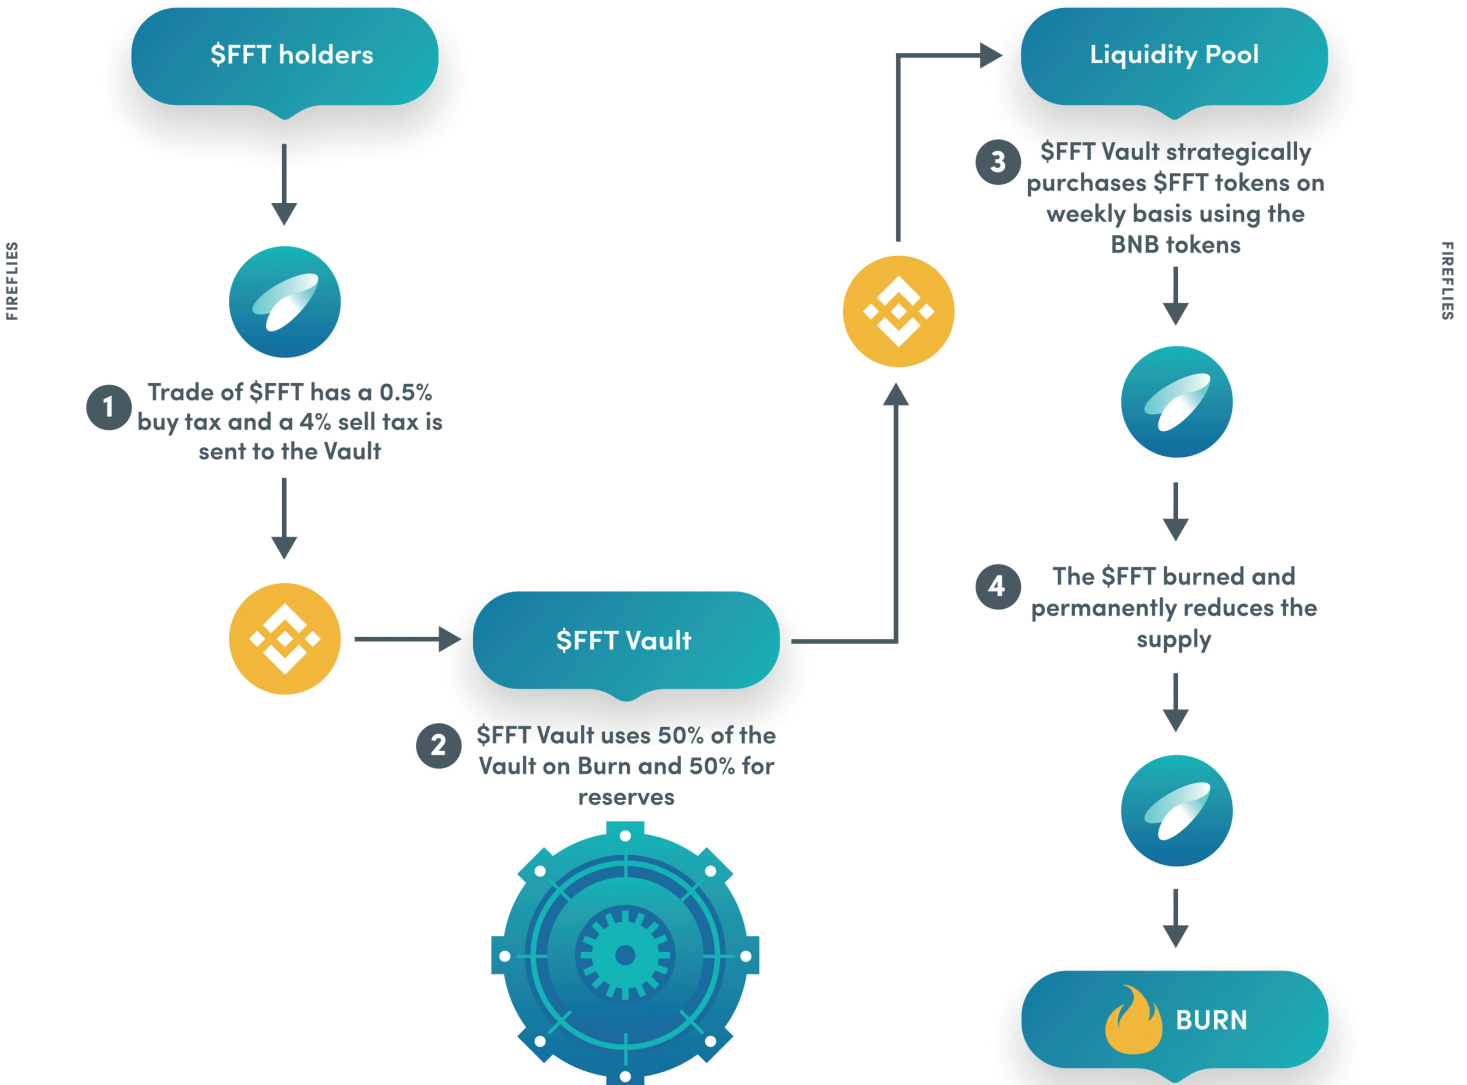 $FFT holders
FIREFLIES
1
Trade of $FFT has a 0.5%
buy tax and a 4% sell tax is
sent to the Vault
$FFT Vault
2
$FFT Vault uses 50% of the
Vault on Burn and 50% for
reserves
Liquidity Pool
3
$FFT Vault strategically
purchases $FFT tokens on
weekly basis using the
BNB tokens
4
The $FFT burned and
permanently reduces the
supply
BURN
FIREFLIES